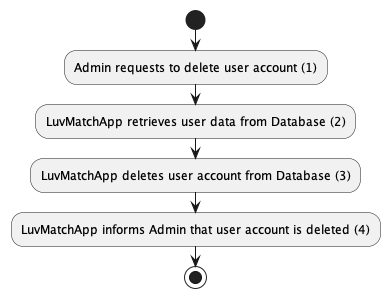 Admin requests to delete user account (1)
LuvMatchApp retrieves user data from Database (2)
LuvMatchApp deletes user account from Database (3)
LuvMatchApp informs Admin that user account is deleted (4)